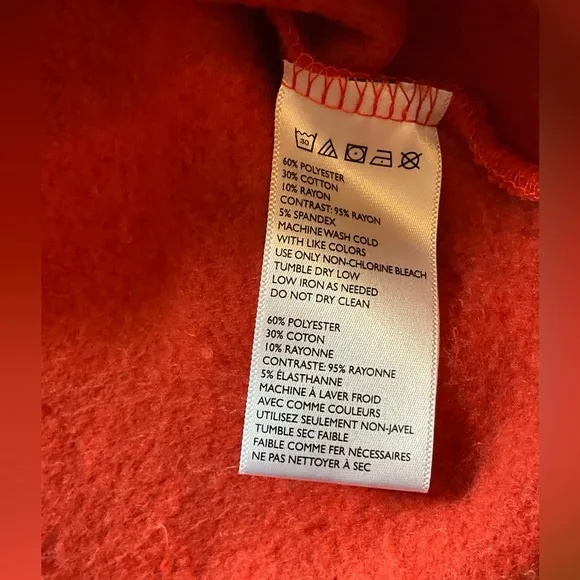 30
60% POLYESTER
30% COTTON
10% RAYON
CONTRAST: 95% RAYON
5% SPANDEX
MACHINE WASH COLD
WITH LIKE COLORS
USE ONLY NON-CHLORINE BLEACH
TUMBLE DRY LOW
LOW IRON AS NEEDED
DO NOT DRY CLEAN
60% POLYESTER
30% COTON
10% RAYONNE
CONTRASTE: 95% RAYONNE
5% ÉLASTHANNE
MACHINE À LAVER FROID
AVEC COMME COULEURS
UTILISEZ SEULEMENT NON-JAVEL
TUMBLE SEC FAIBLE
FAIBLE COMME FER NÉCESSAIRES
NE PAS NETTOYER À SEC